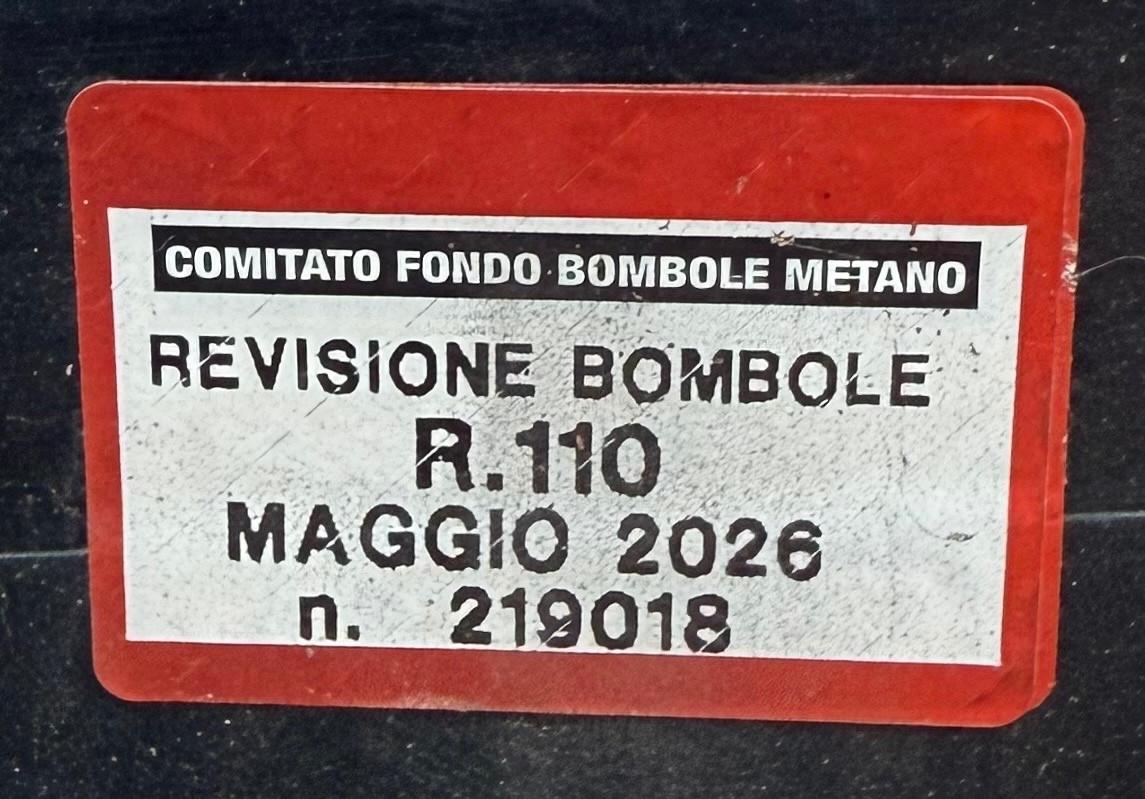 COMITATO FONDO BOMBOLE METANO
REVISIONE BOMBOLE
R.110
MAGGIO 2026
n. 219018